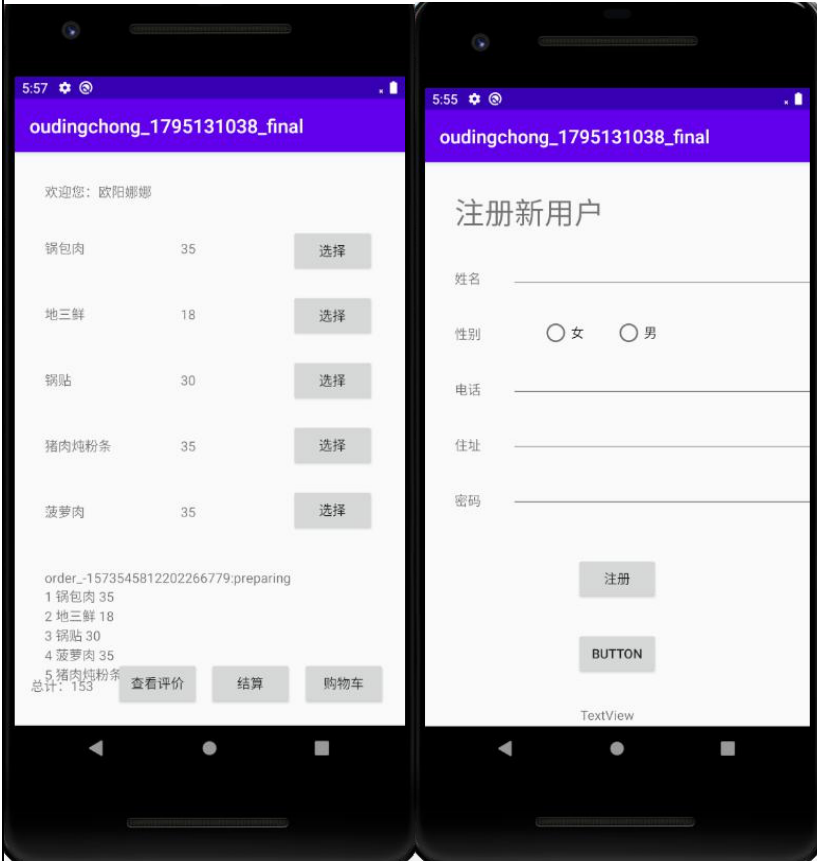 5:57
oudingchong_1795131038_final
欢迎您：欧阳娜娜
锅包肉 35 选择
地三鲜 18 选择
锅贴 30 选择
猪肉炖粉条 35 选择
菠萝肉 35 选择
order_-1573545812202266779:preparing
1 锅包肉 35
2 地三鲜 18
3 锅贴 30
4 菠萝肉 35
5 猪肉炖粉条
总计：153 查看评价 结算 购物车
5:55
oudingchong_1795131038_final
注册新用户
姓名
性别 女 男
电话
住址
密码
注册
BUTTON
TextView